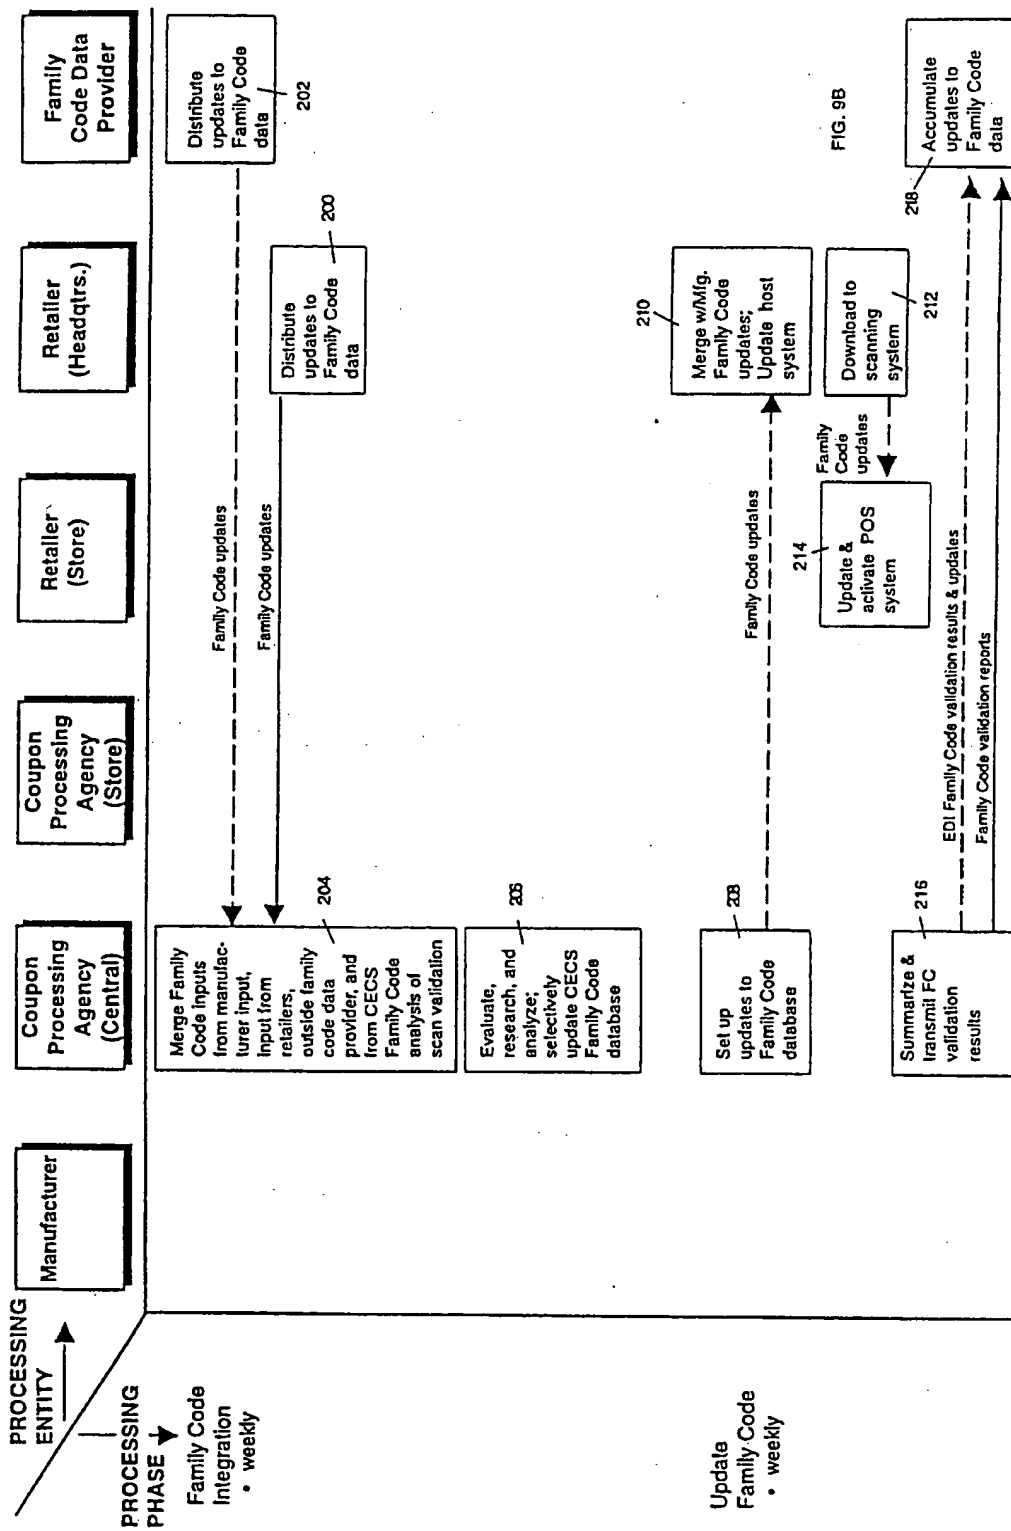 PROCESSING
ENTITY
PROCESSING
PHASE
Manufacturer
Coupon
Processing
Agency
(Central)
Coupon
Processing
Agency
(Store)
Retailer
(Store)
Retailer
(Headqtrs.)
Family
Code Data
Provider
Family Code
Integration
• weekly
Merge Family
Code inputs
from manufac-
turer input,
input from
retailers,
outside family
code data
provider, and
from CECS
Family Code
analysis of
scan validation
204
Family Code updates
Family Code updates
Distribute
updates to
Family Code
data
200
Distribute
updates to
Family Code
data
202
Evaluate,
research, and
analyze;
selectively
update CECS
Family Code
database
206
Update
Family Code
• weekly
Set up
updates to
Family Code
database
208
Family Code updates
Merge w/Mfg.
Family Code
updates;
Update host
system
210
Download to
scanning
system
212
Family
Code
updates
Update &
activate POS
system
214
FIG. 9B
Summarize &
transmit FC
validation
results
216
EDI Family Code validation results & updates
Family Code validation reports
Accumulate
updates to
Family Code
data
218